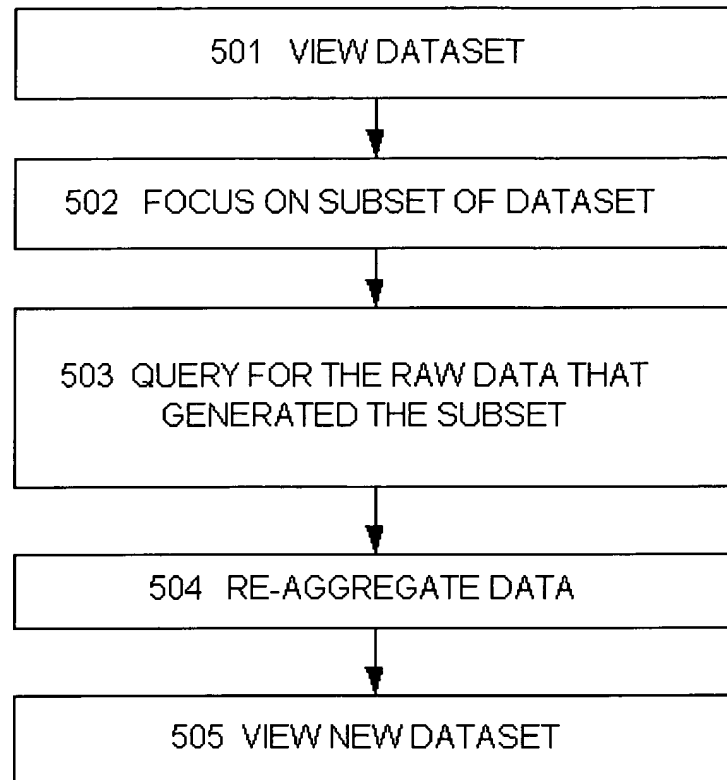 501 VIEW DATASET
502 FOCUS ON SUBSET OF DATASET
503 QUERY FOR THE RAW DATA THAT
GENERATED THE SUBSET
504 RE-AGGREGATE DATA
505 VIEW NEW DATASET